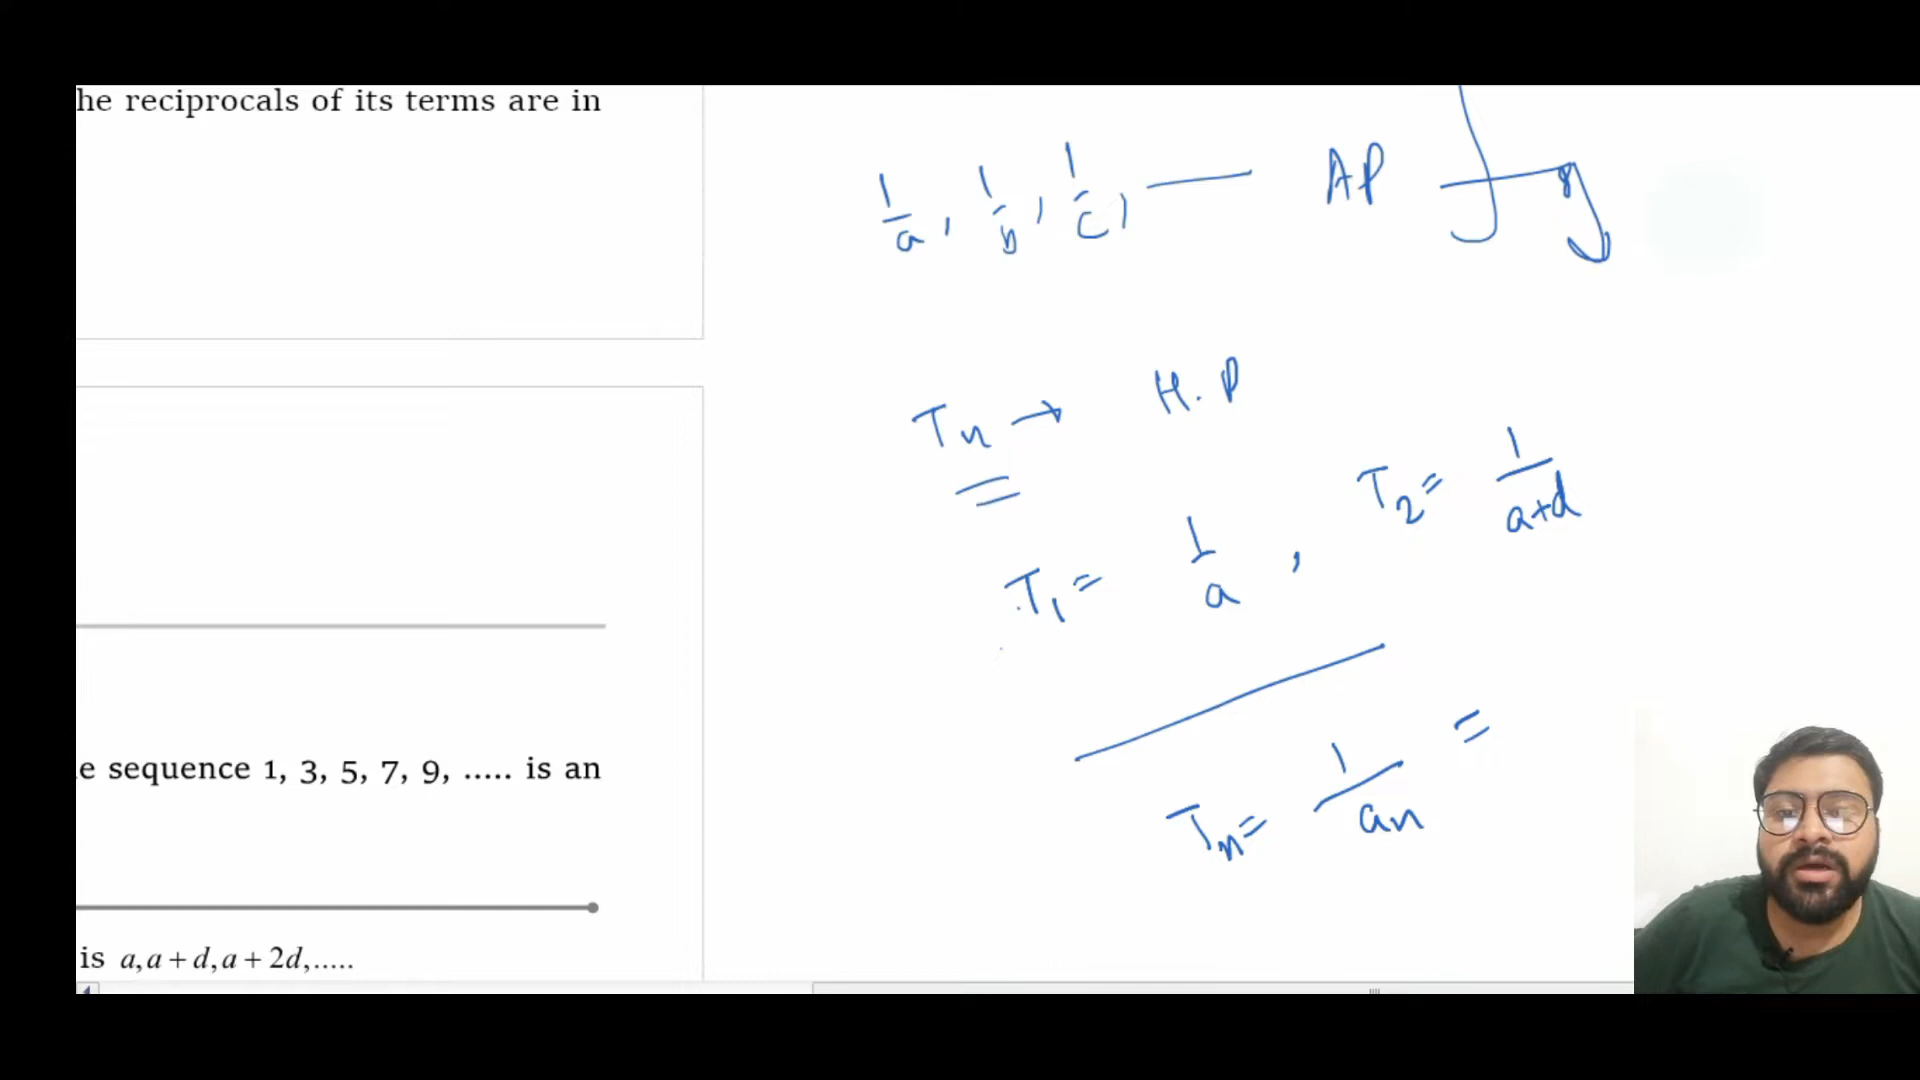 he reciprocals of its terms are in
1/a, 1/b, 1/c, — AP
Tn → H.P
T2 = 1/a+d
T1 = 1/a ,
Tn = 1/an =
e sequence 1, 3, 5, 7, 9, ..... is an
is a, a + d, a + 2d, .....